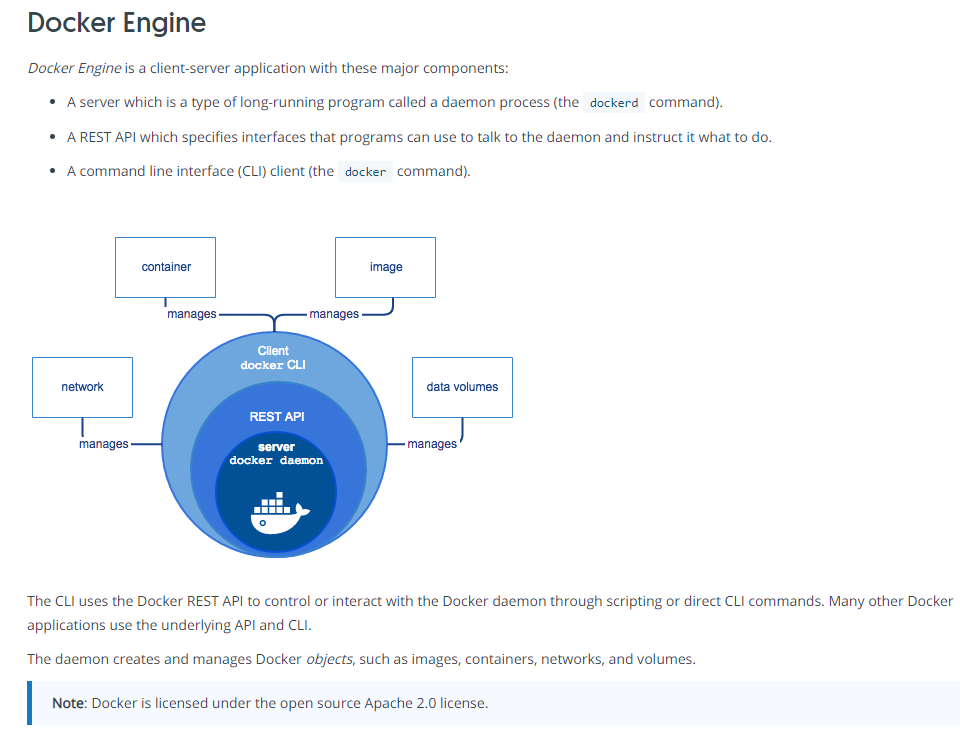 Docker Engine
Docker Engine is a client-server application with these major components:
• A server which is a type of long-running program called a daemon process (the dockerd command).
• A REST API which specifies interfaces that programs can use to talk to the daemon and instruct it what to do.
• A command line interface (CLI) client (the docker command).
container
image
manages
manages
Client
docker CLI
network
data volumes
REST API
manages
manages
server
docker daemon
The CLI uses the Docker REST API to control or interact with the Docker daemon through scripting or direct CLI commands. Many other Docker
applications use the underlying API and CLI.
The daemon creates and manages Docker objects, such as images, containers, networks, and volumes.
Note: Docker is licensed under the open source Apache 2.0 license.